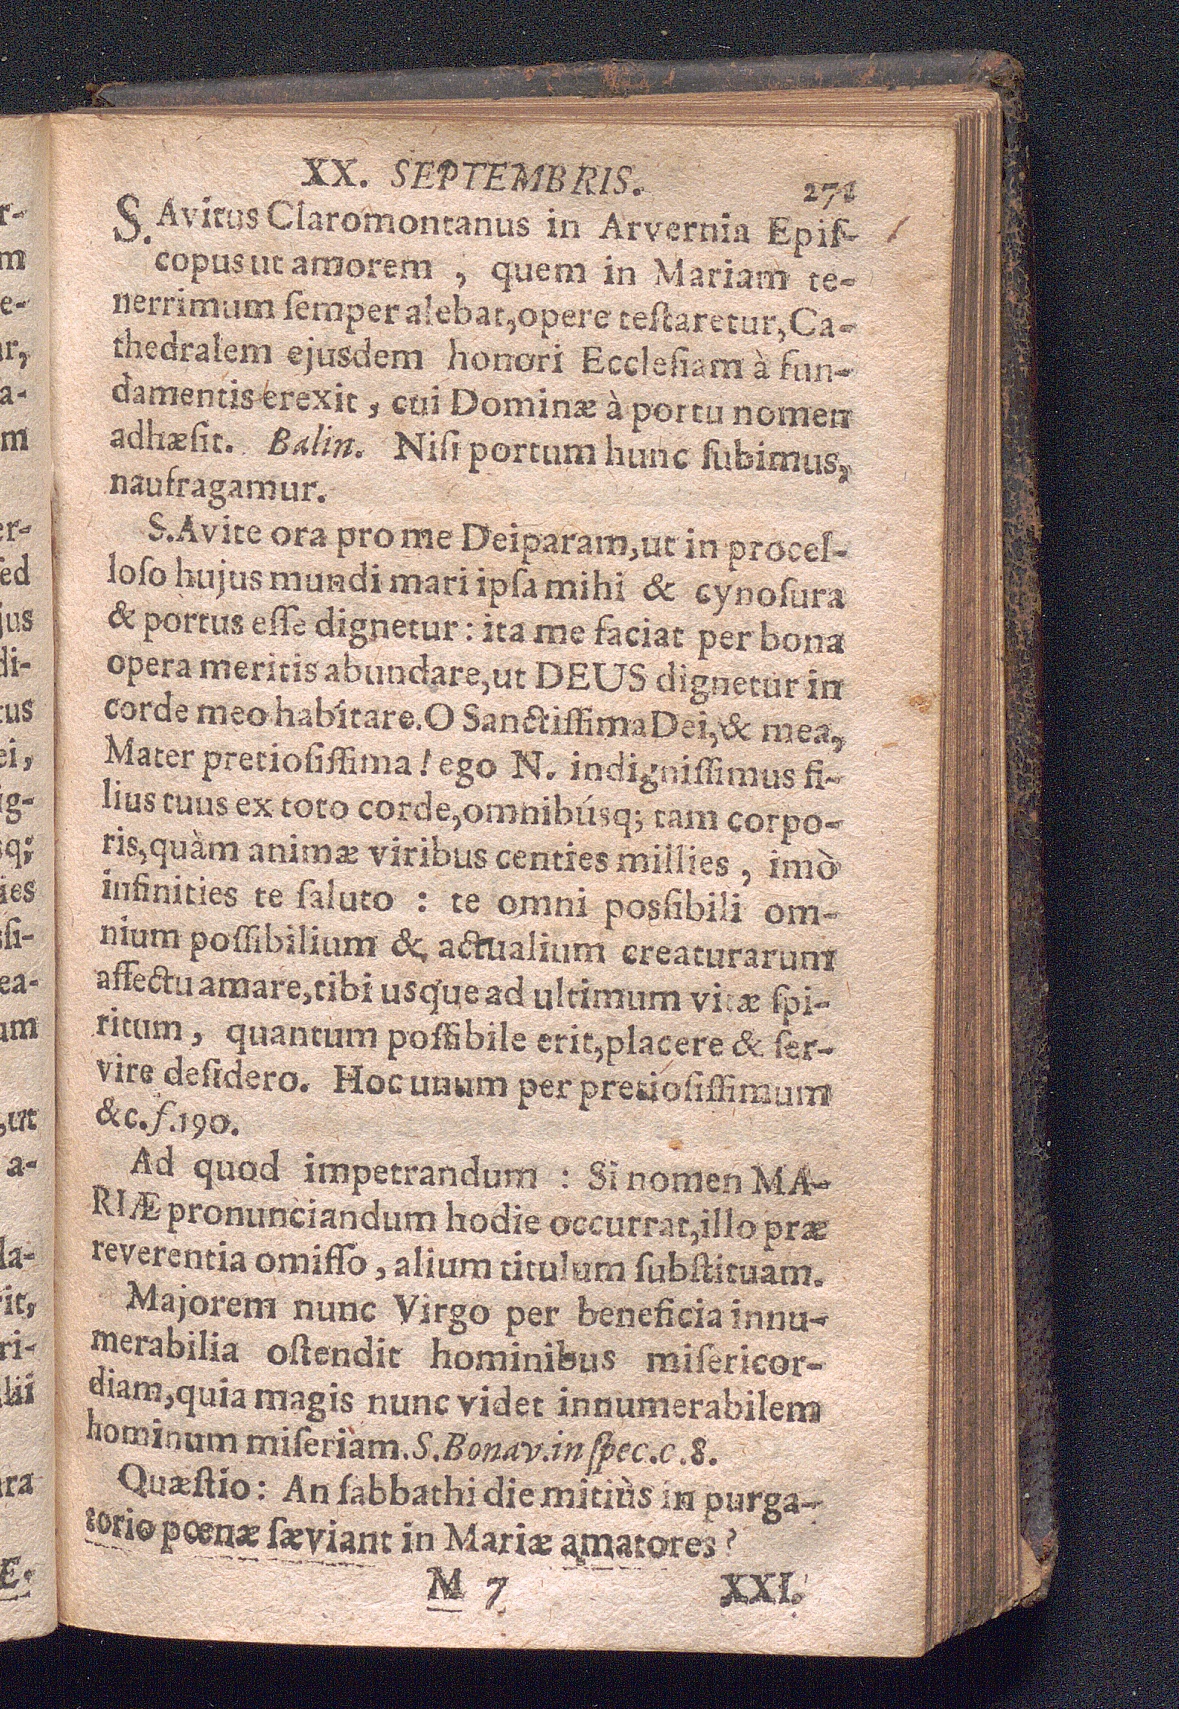 XX. SEPTEMBRIS. 271
S. Avitus Claromontanus in Arvernia Epiſ-
copus ut amorem , quem in Mariam te-
nerrimum ſemper alebat, opere teſtaretur, Ca-
thedralem ejusdem honori Eccleſiam à fun-
damentis erexit , cui Dominæ à portu nomen
adhæſit. Balin. Niſi portum hunc ſubimus,
naufragamur.
S. Avite ora pro me Deiparam, ut in proceſ-
loſo hujus mundi mari ipſa mihi & cynoſura
& portus eſſe dignetur : ita me faciat per bona
opera meritis abundare, ut DEUS dignetur in
corde meo habitare. O Sanctiſſima Dei, & mea,
Mater pretioſiſſima ! ego N. indigniſſimus fi-
lius tuus ex toto corde, omnibúsq; tam corpo-
ris, quàm animæ viribus centies millies , imò
infinities te ſaluto : te omni posſibili om-
nium poſſibilium & actualium creaturarum
affectu amare, tibi usque ad ultimum vitæ ſpi-
ritum , quantum poſſibile erit, placere & ſer-
vire deſidero. Hoc unum per pretioſiſſimum
&c. f. 190.
Ad quod impetrandum : Si nomen MA-
RIÆ pronunciandum hodie occurrat, illo præ
reverentia omiſſo , alium titulum ſubſtituam.
Majorem nunc Virgo per beneficia innu-
merabilia oſtendit hominibus miſericor-
diam, quia magis nunc videt innumerabilem
hominum miſeriam. S. Bonav. in ſpec. c. 8.
Quæſtio : An ſabbathi die mitiùs in purga-
torio pœnæ ſæviant in Mariæ amatores ?
M 7 XXI.